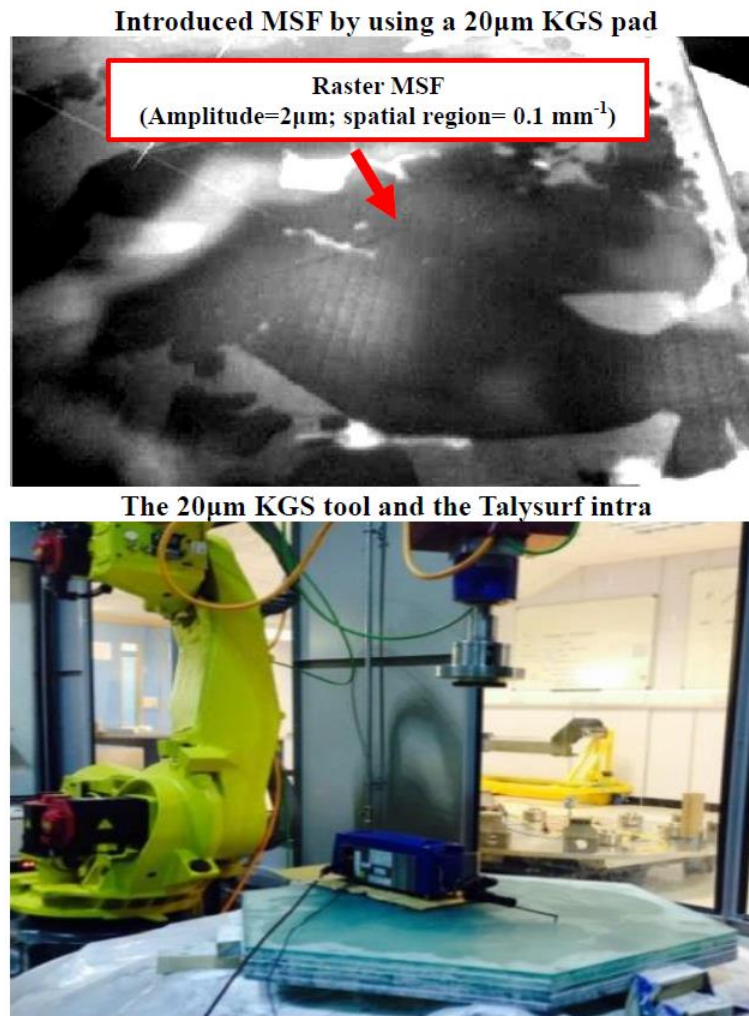 Introduced MSF by using a 20µm KGS pad
Raster MSF
(Amplitude=2µm; spatial region= 0.1 mm⁻¹)
The 20µm KGS tool and the Talysurf intra